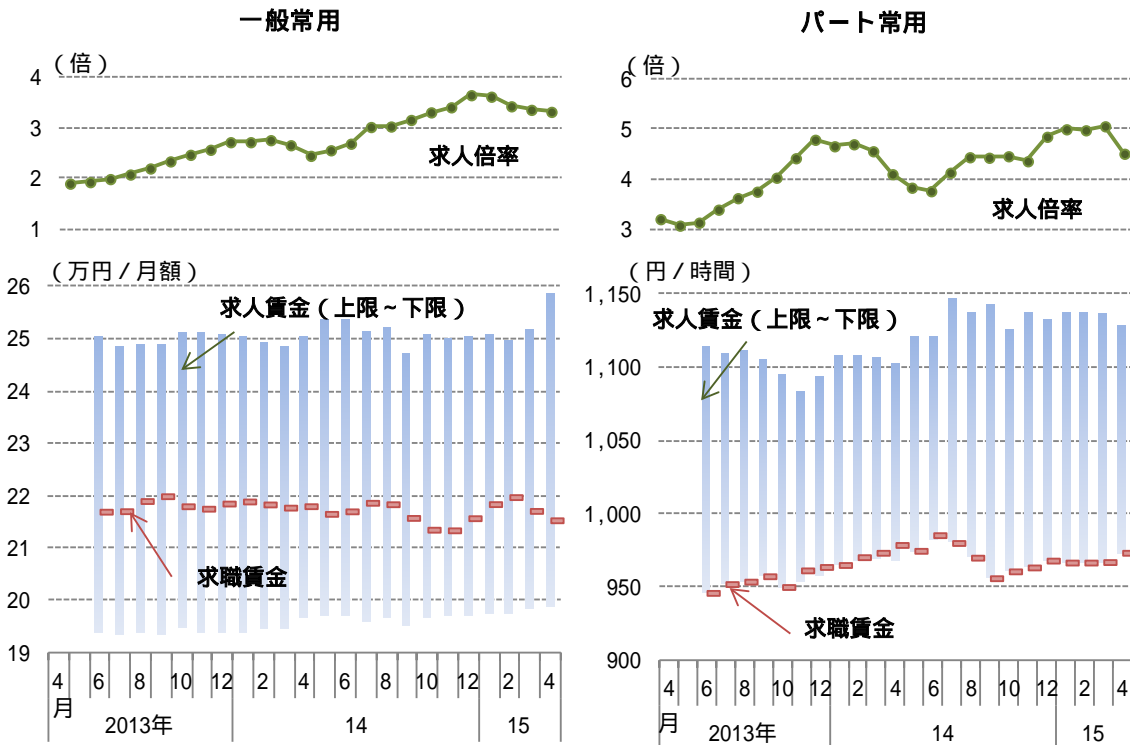 一般常用
（倍）
4
3
2
1
求人倍率
（万円／月額）
26
25
24
23
22
21
20
19
求人賃金（上限～下限）
求職賃金
4 6 8 10 12 2 4 6 8 10 12 2 4
月
2013年 14 15
パート常用
（倍）
6
5
4
3
求人倍率
（円／時間）
1,150
1,100
1,050
1,000
950
900
求人賃金（上限～下限）
求職賃金
4 6 8 10 12 2 4 6 8 10 12 2 4
月
2013年 14 15